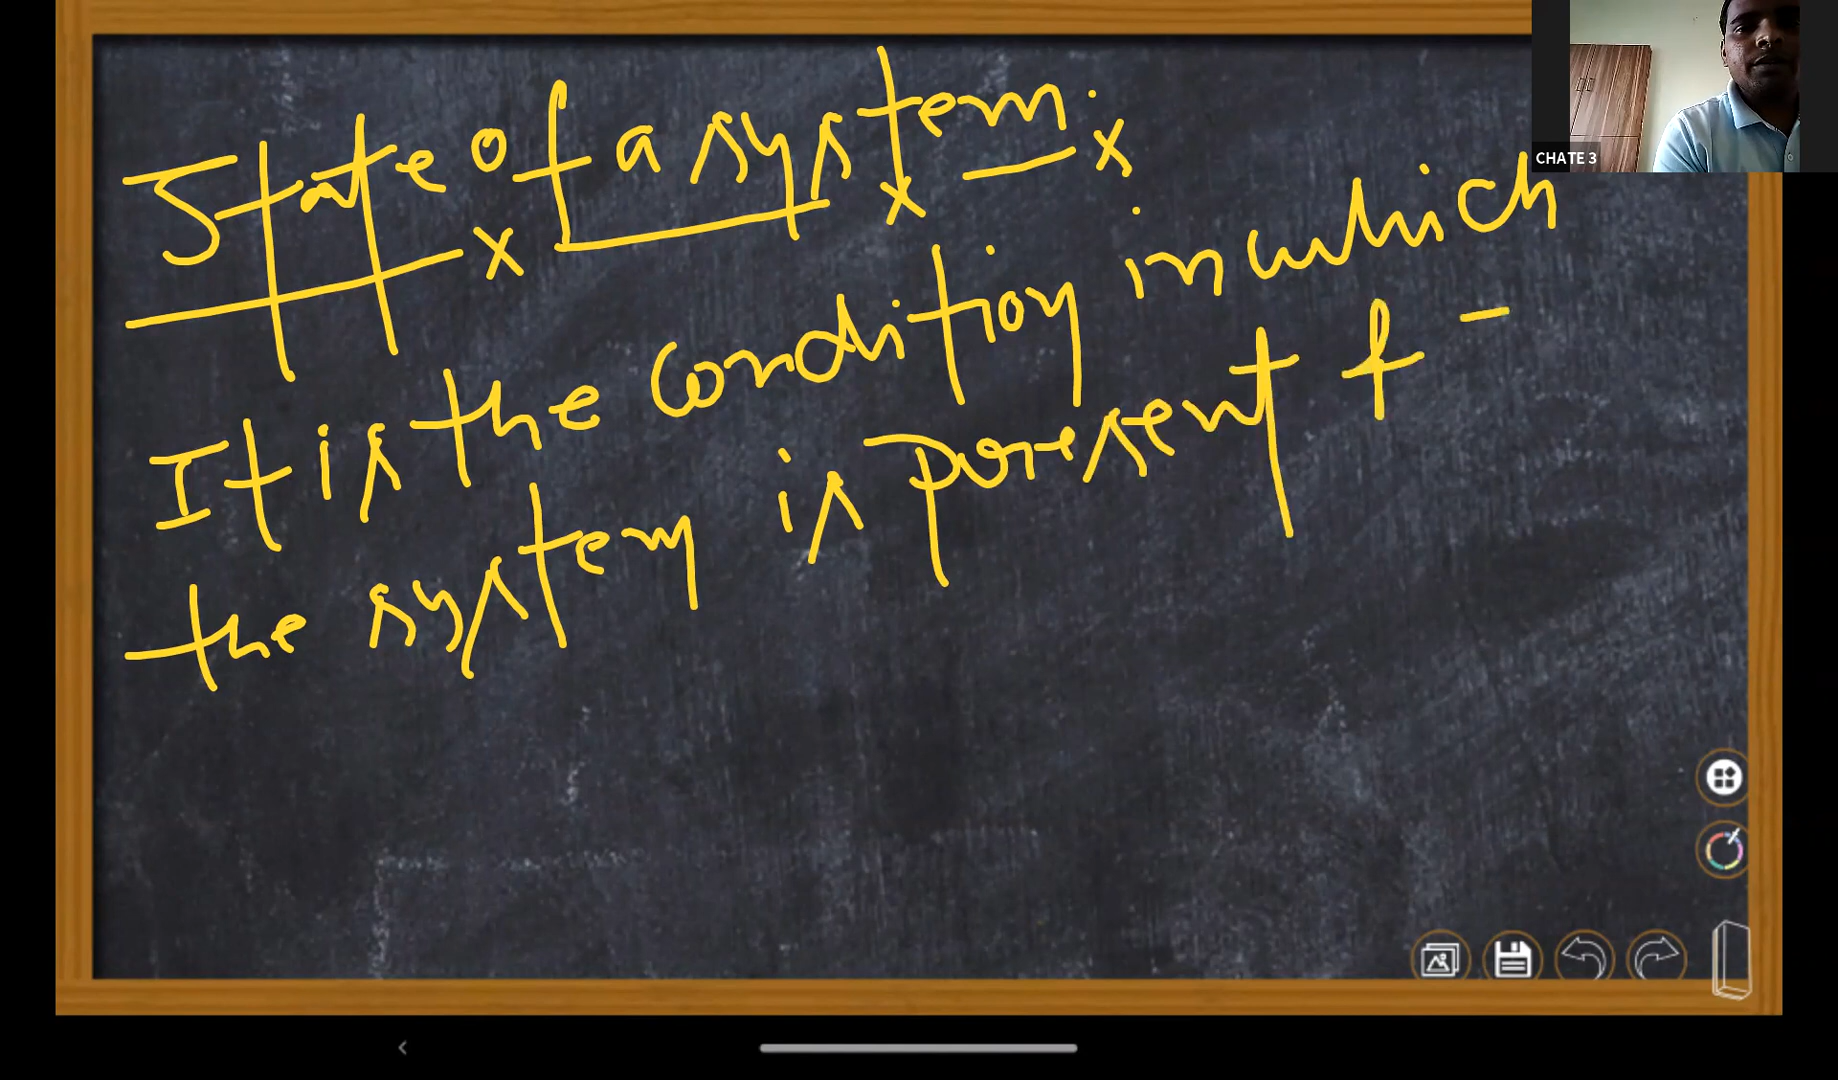 State of a system.
It is the condition in which
the system is present f -
CHATE 3